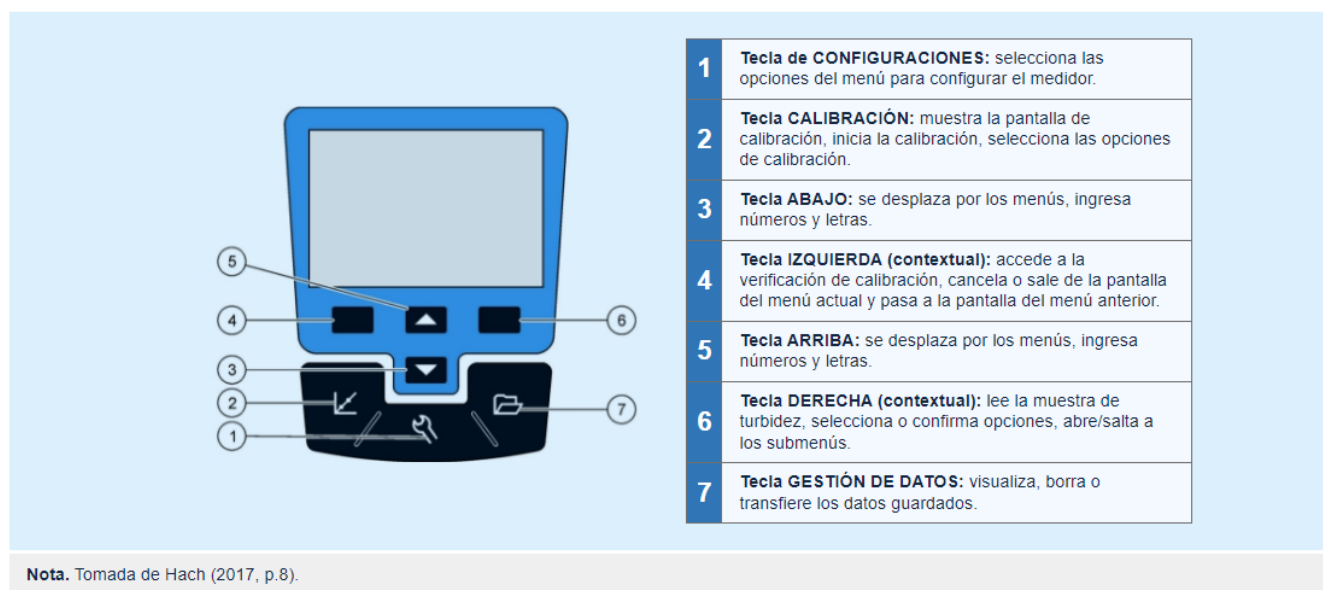 5
4
3
2
1
6
7
1
Tecla de CONFIGURACIONES: selecciona las
opciones del menú para configurar el medidor.
2
Tecla CALIBRACIÓN: muestra la pantalla de
calibración, inicia la calibración, selecciona las opciones
de calibración.
3
Tecla ABAJO: se desplaza por los menús, ingresa
números y letras.
4
Tecla IZQUIERDA (contextual): accede a la
verificación de calibración, cancela o sale de la pantalla
del menú actual y pasa a la pantalla del menú anterior.
5
Tecla ARRIBA: se desplaza por los menús, ingresa
números y letras.
6
Tecla DERECHA (contextual): lee la muestra de
turbidez, selecciona o confirma opciones, abre/salta a
los submenús.
7
Tecla GESTIÓN DE DATOS: visualiza, borra o
transfiere los datos guardados.
Nota. Tomada de Hach (2017, p.8).